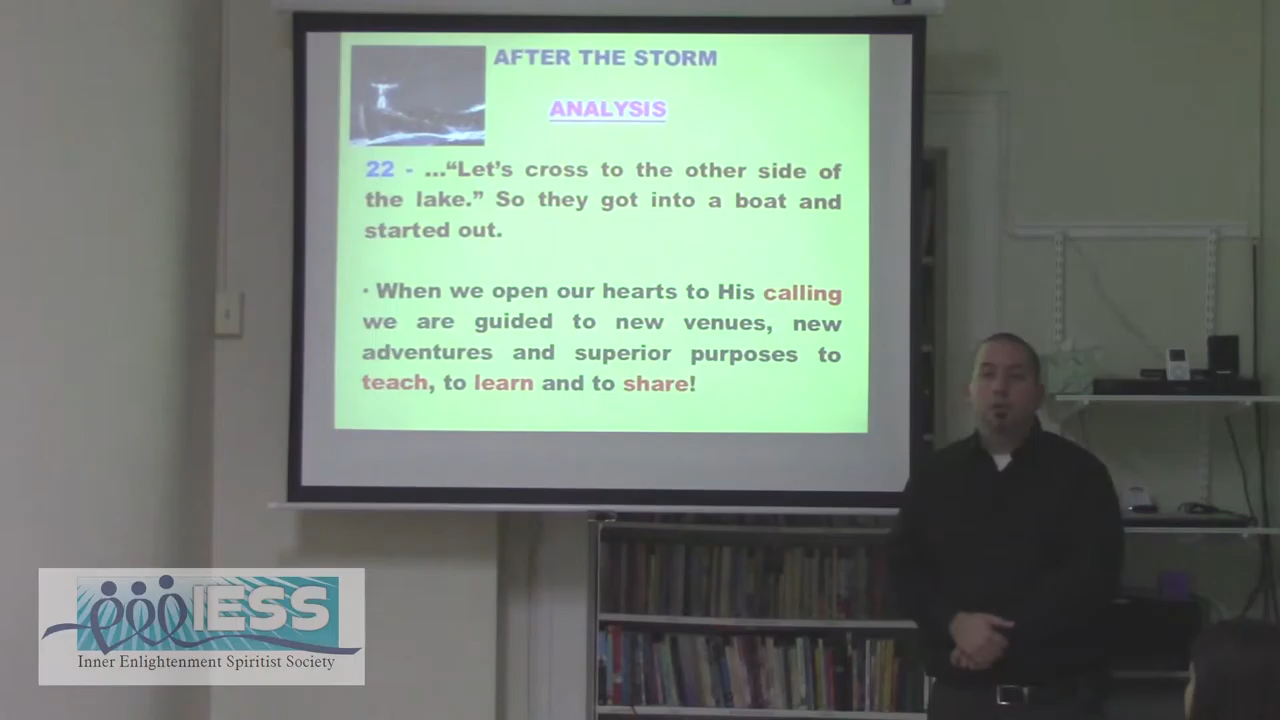 AFTER THE STORM
ANALYSIS
22 - ...“Let’s cross to the other side of
the lake.” So they got into a boat and
started out.
· When we open our hearts to His calling
we are guided to new venues, new
adventures and superior purposes to
teach, to learn and to share!
IESS
Inner Enlightenment Spiritist Society